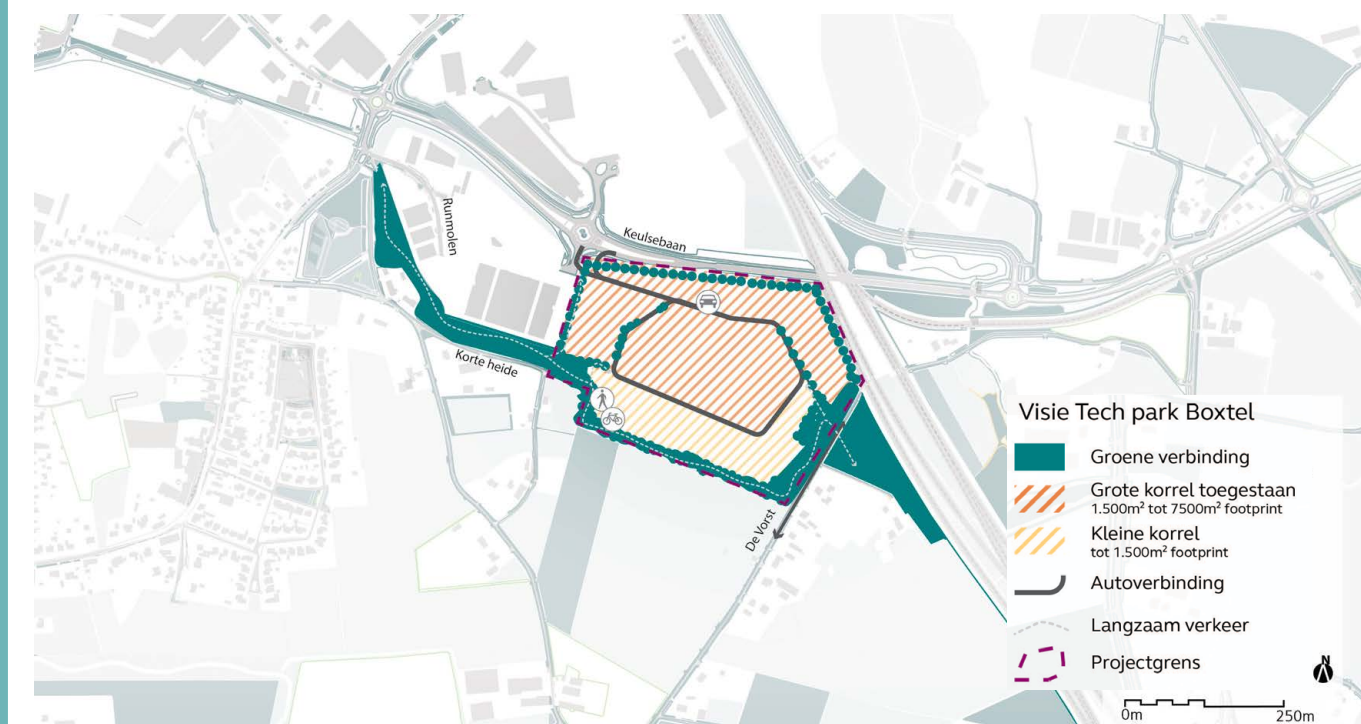 Runmolen
Keulsebaan
Korte heide
De Vorst
Visie Tech park Boxtel
Groene verbinding
Grote korrel toegestaan
1.500m² tot 7500m² footprint
Kleine korrel
tot 1.500m² footprint
Autoverbinding
Langzaam verkeer
Projectgrens
N
0m 250m